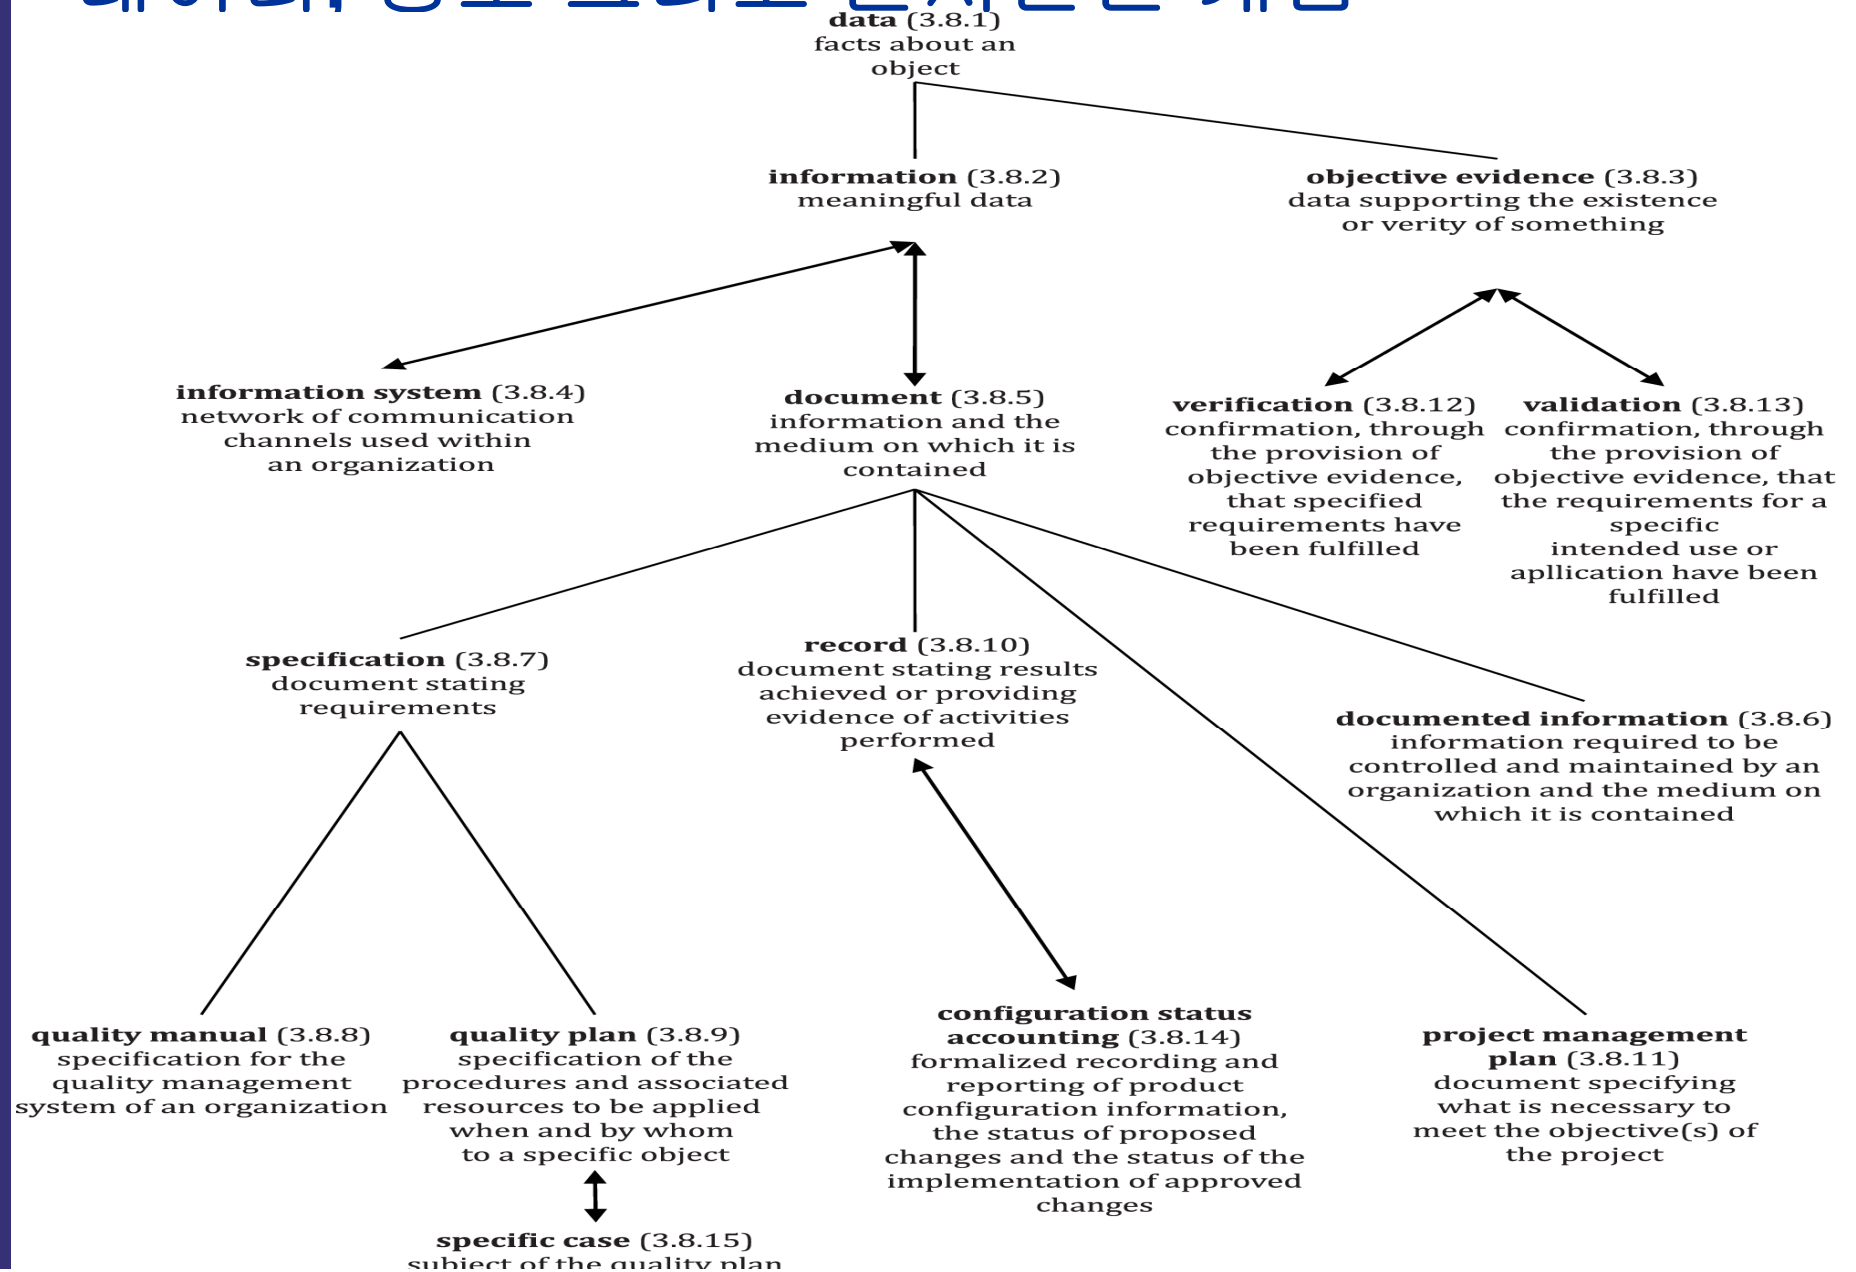 data (3.8.1)
facts about an
object
information (3.8.2)
meaningful data
objective evidence (3.8.3)
data supporting the existence
or verity of something
information system (3.8.4)
network of communication
channels used within
an organization
document (3.8.5)
information and the
medium on which it is
contained
verification (3.8.12)
confirmation, through
the provision of
objective evidence,
that specified
requirements have
been fulfilled
validation (3.8.13)
confirmation, through
the provision of
objective evidence, that
the requirements for a
specific
intended use or
apllication have been
fulfilled
specification (3.8.7)
document stating
requirements
record (3.8.10)
document stating results
achieved or providing
evidence of activities
performed
documented information (3.8.6)
information required to be
controlled and maintained by an
organization and the medium on
which it is contained
quality manual (3.8.8)
specification for the
quality management
system of an organization
quality plan (3.8.9)
specification of the
procedures and associated
resources to be applied
when and by whom
to a specific object
configuration status
accounting (3.8.14)
formalized recording and
reporting of product
configuration information,
the status of proposed
changes and the status of the
implementation of approved
changes
project management
plan (3.8.11)
document specifying
what is necessary to
meet the objective(s) of
the project
specific case (3.8.15)
subject of the quality plan